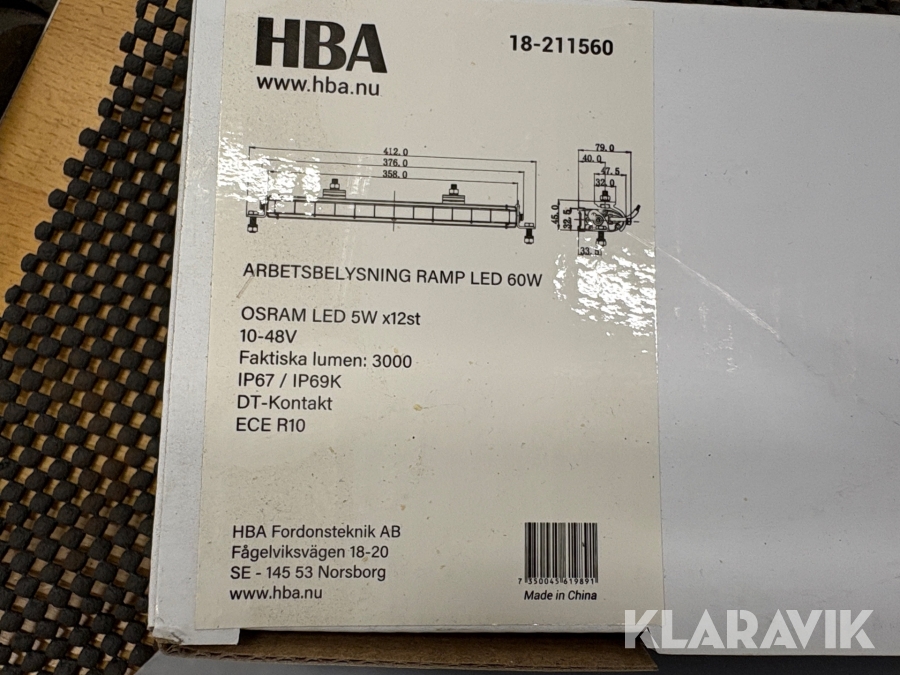 HBA
www.hba.nu
18-211560
412.0
376.0
358.0
79.0
40.0
47.5
32.0
45.0
32.5
ARBETSBELYSNING RAMP LED 60W
OSRAM LED 5W x12st
10-48V
Faktiska lumen: 3000
IP67 / IP69K
DT-Kontakt
ECE R10
HBA Fordonsteknik AB
Fågelviksvägen 18-20
SE - 145 53 Norsborg
www.hba.nu
7 350045 619891
Made in China
KLARAVIK